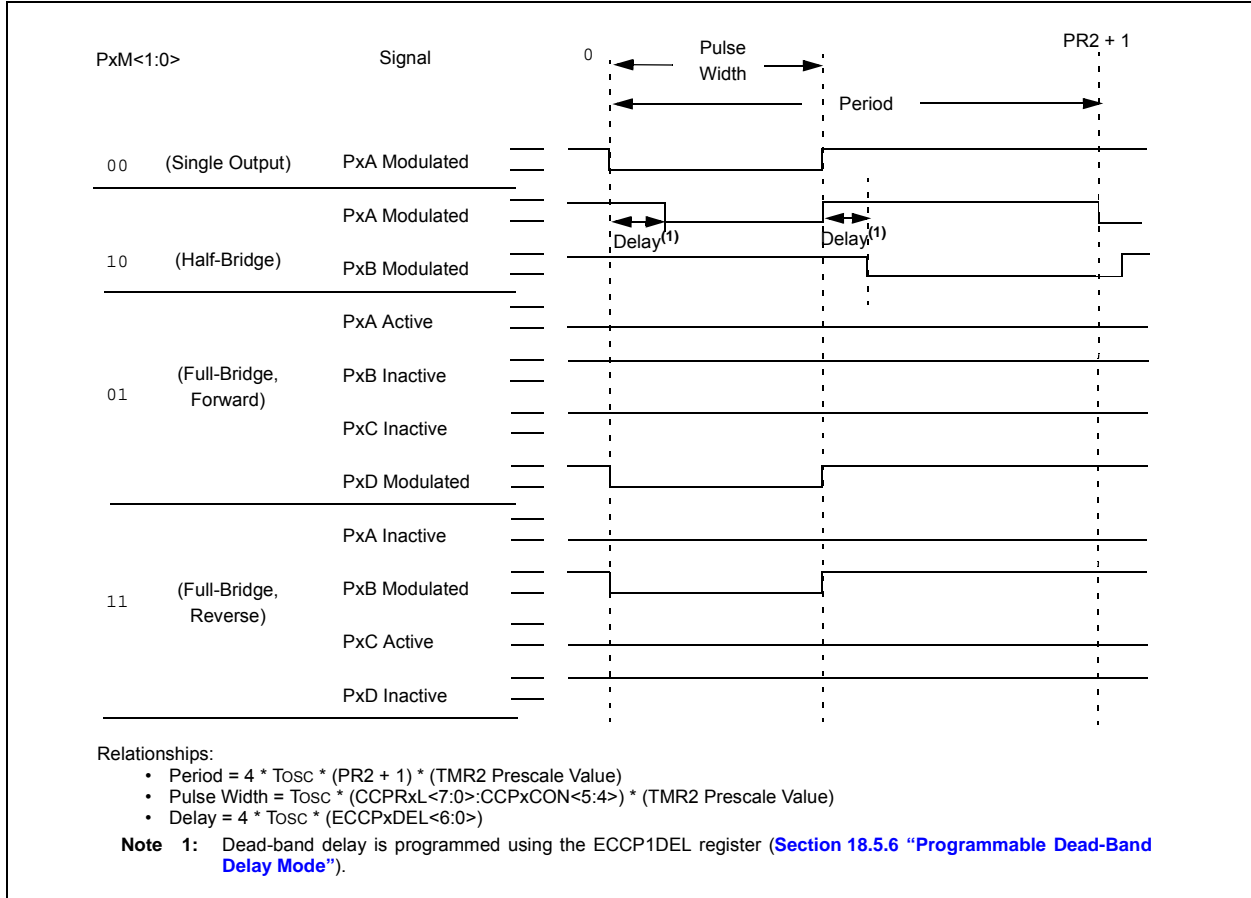 PxM<1:0> Signal 0 Pulse Width PR2 + 1
Period
00 (Single Output) PxA Modulated
PxA Modulated
Delay(1) Delay(1)
10 (Half-Bridge) PxB Modulated
PxA Active
01 (Full-Bridge, Forward) PxB Inactive
PxC Inactive
PxD Modulated
PxA Inactive
11 (Full-Bridge, Reverse) PxB Modulated
PxC Active
PxD Inactive
Relationships:
• Period = 4 * TOSC * (PR2 + 1) * (TMR2 Prescale Value)
• Pulse Width = TOSC * (CCPRxL<7:0>:CCPxCON<5:4>) * (TMR2 Prescale Value)
• Delay = 4 * TOSC * (ECCPxDEL<6:0>)
Note 1: Dead-band delay is programmed using the ECCP1DEL register (Section 18.5.6 “Programmable Dead-Band
Delay Mode”).